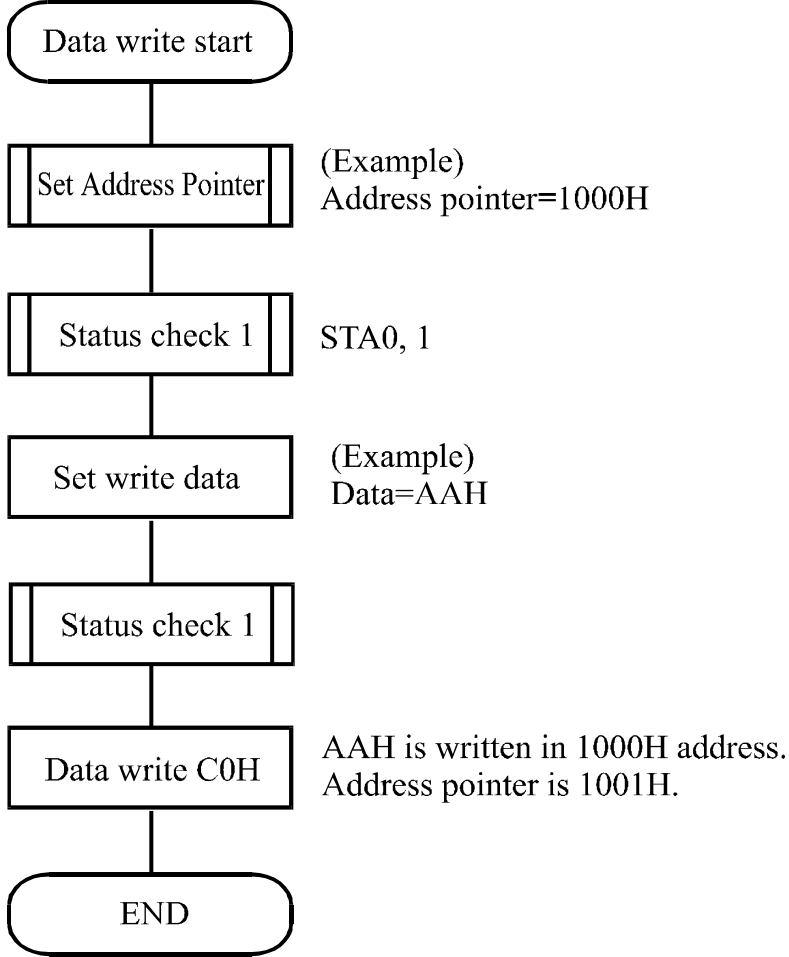 Data write start
Set Address Pointer
(Example)
Address pointer=1000H
Status check 1
STA0, 1
Set write data
(Example)
Data=AAH
Status check 1
Data write C0H
AAH is written in 1000H address.
Address pointer is 1001H.
END